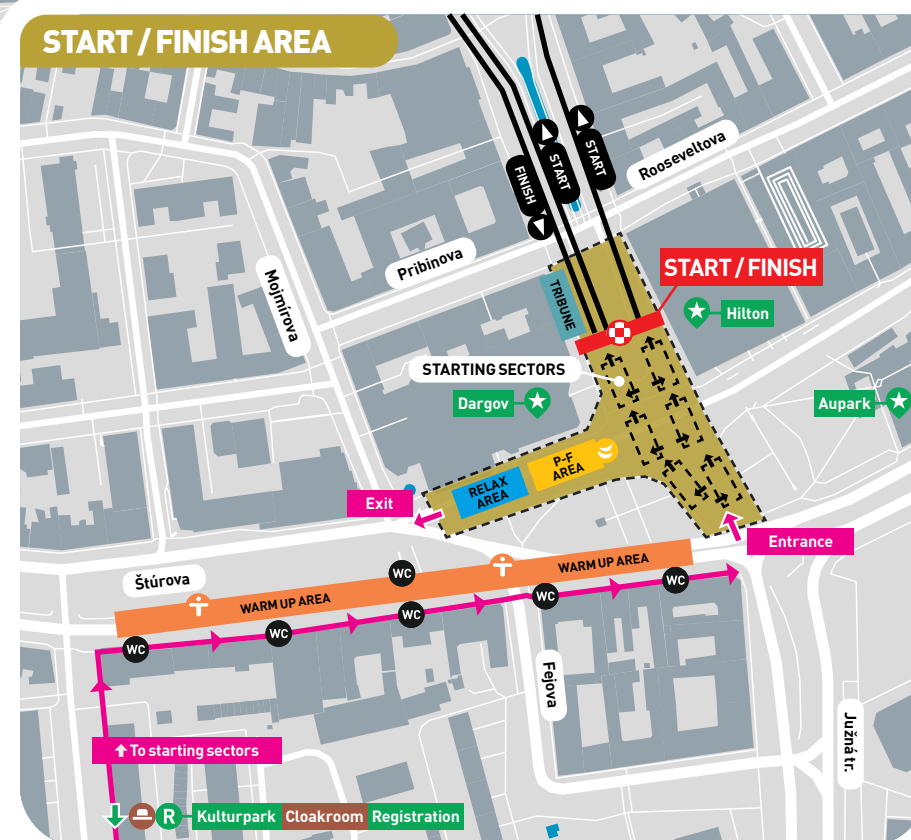 START / FINISH AREA
FINISH
START
START
Rooseveltova
Pribinova
Mojmírova
TRIBUNE
START / FINISH
Hilton
STARTING SECTORS
Dargov
Aupark
P-F
AREA
RELAX
AREA
Exit
Entrance
Štúrova
WC
WARM UP AREA
WARM UP AREA
WC
WC
WC
WC
WC
Fejova
Južná tr.
To starting sectors
R
Kulturpark
Cloakroom
Registration